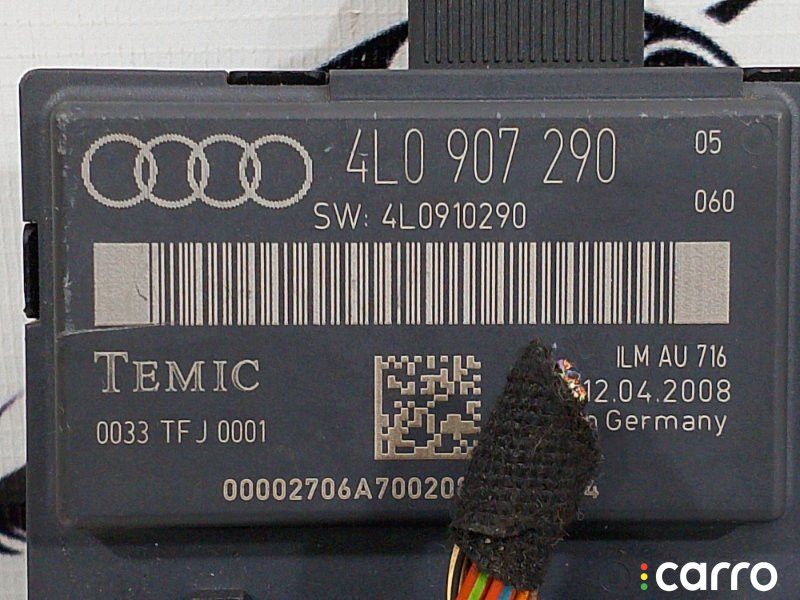 4L0 907 290 05
SW: 4L0910290 060
TEMIC ILM AU 716
12.04.2008
0033 TFJ 0001 Germany
carro